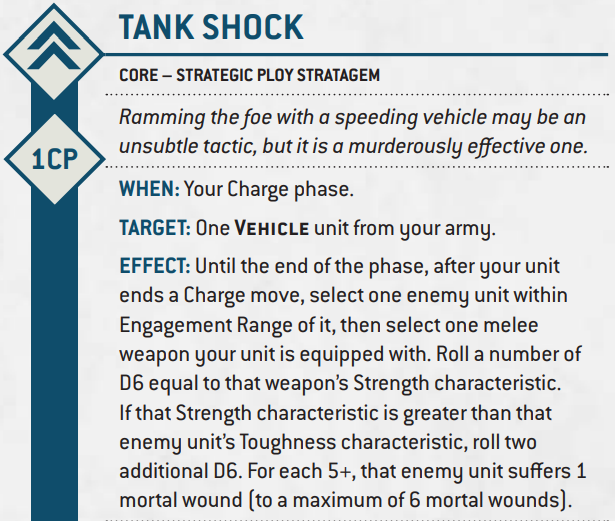 TANK SHOCK
CORE – STRATEGIC PLOY STRATAGEM
Ramming the foe with a speeding vehicle may be an
unsubtle tactic, but it is a murderously effective one.
1CP
WHEN: Your Charge phase.
TARGET: One VEHICLE unit from your army.
EFFECT: Until the end of the phase, after your unit
ends a Charge move, select one enemy unit within
Engagement Range of it, then select one melee
weapon your unit is equipped with. Roll a number of
D6 equal to that weapon's Strength characteristic.
If that Strength characteristic is greater than that
enemy unit's Toughness characteristic, roll two
additional D6. For each 5+, that enemy unit suffers 1
mortal wound (to a maximum of 6 mortal wounds).